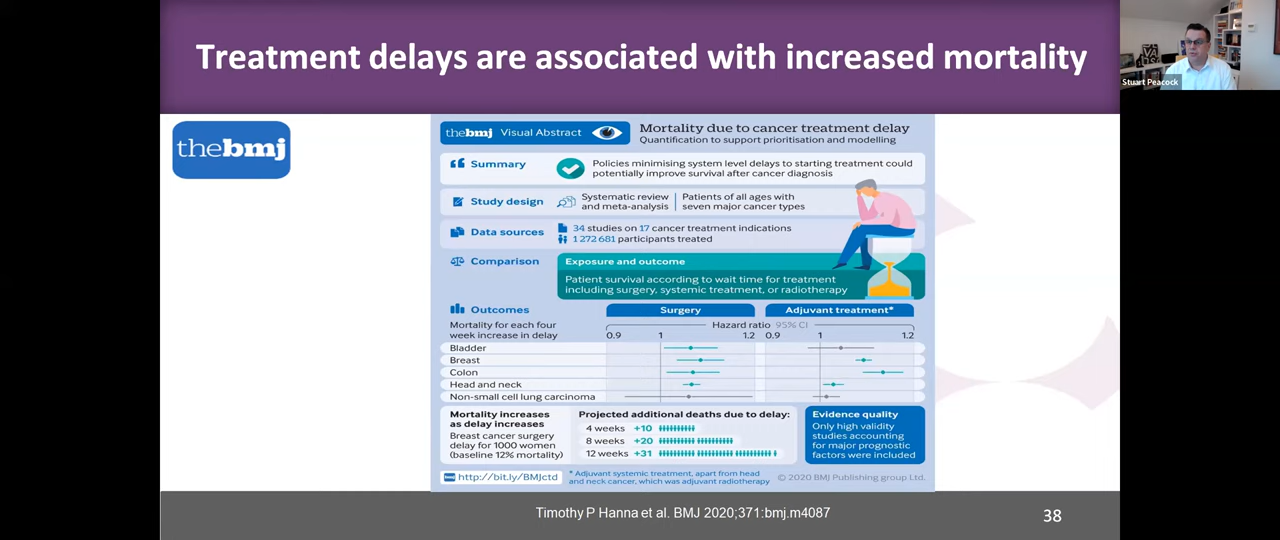 Treatment delays are associated with increased mortality
Stuart Peacock
thebmj
thebmj Visual Abstract
Mortality due to cancer treatment delay
Quantification to support prioritisation and modelling
Summary
Policies minimising system level delays to starting treatment could
potentially improve survival after cancer diagnosis
Study design
Systematic review
and meta-analysis
Patients of all ages with
seven major cancer types
Data sources
34 studies on 17 cancer treatment indications
1 272 681 participants treated
Comparison
Exposure and outcome
Patient survival according to wait time for treatment
including surgery, systemic treatment, or radiotherapy
Outcomes
Surgery
Adjuvant treatment*
Mortality for each four
week increase in delay
Hazard ratio 95% CI
0.9 1 1.2 0.9 1 1.2
Bladder
Breast
Colon
Head and neck
Non-small cell lung carcinoma
Mortality increases
as delay increases
Breast cancer surgery
delay for 1000 women
(baseline 12% mortality)
Projected additional deaths due to delay:
4 weeks +10
8 weeks +20
12 weeks +31
Evidence quality
Only high validity
studies accounting
for major prognostic
factors were included
http://bit.ly/BMJctd
* Adjuvant systemic treatment, apart from head
and neck cancer, which was adjuvant radiotherapy
© 2020 BMJ Publishing group Ltd.
Timothy P Hanna et al. BMJ 2020;371:bmj.m4087
38